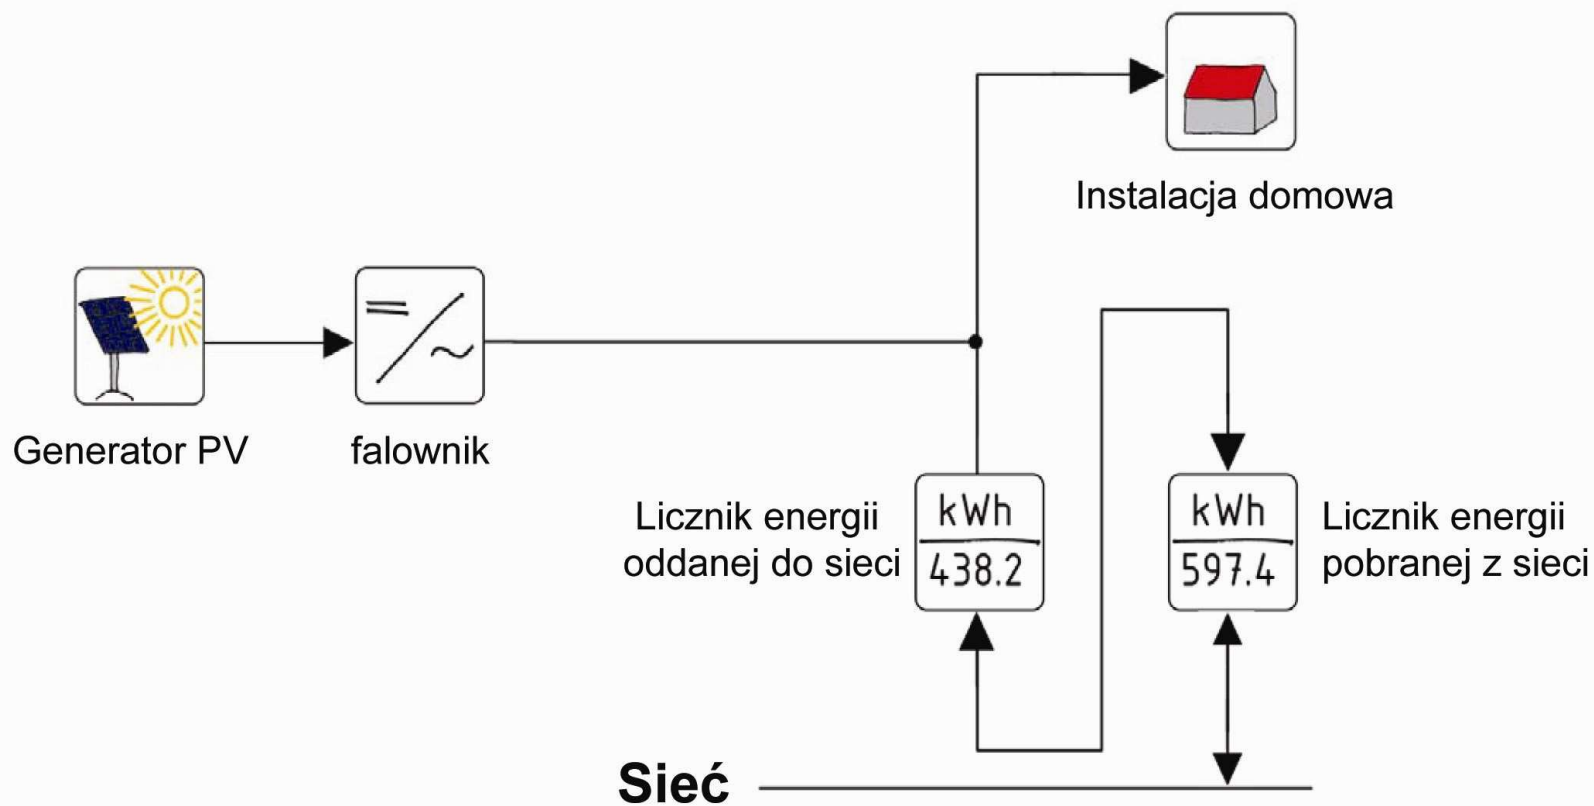 Instalacja domowa
Generator PV
falownik
Licznik energii
oddanej do sieci
kWh
438.2
kWh
597.4
Licznik energii
pobranej z sieci
Sieć